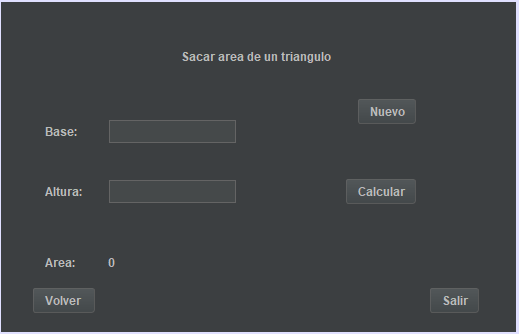 Sacar area de un triangulo
Nuevo
Base:
Altura:
Calcular
Area: 0
Volver
Salir